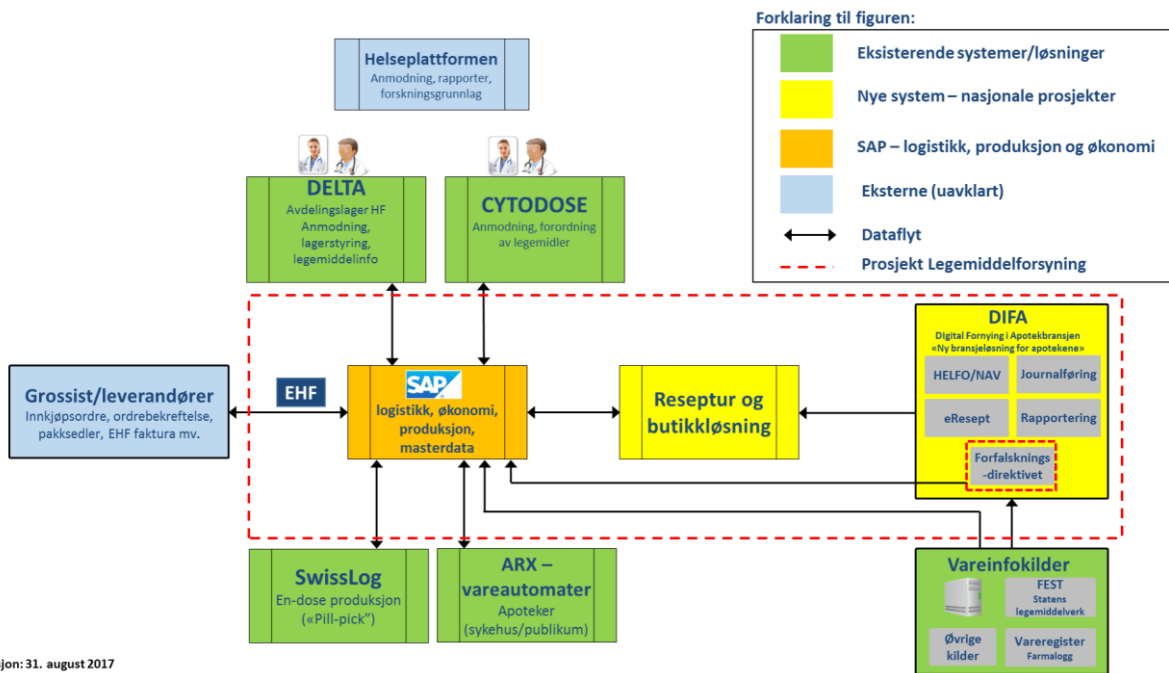 Forklaring til figuren:
Eksisterende systemer/løsninger
Nye system – nasjonale prosjekter
SAP – logistikk, produksjon og økonomi
Eksterne (uavklart)
Dataflyt
Prosjekt Legemiddelforsyning
Helseplattformen
Anmodning, rapporter,
forskningsgrunnlag
DELTA
Avdelingslager HF
Anmodning,
lagerstyring,
legemiddelinfo
CYTODOSE
Anmodning, forordning
av legemidler
Grossist/leverandører
Innkjøpsordre, ordrebekreftelse,
pakksedler, EHF faktura mv.
EHF
SAP
logistikk, økonomi,
produksjon,
masterdata
Reseptur og
butikkløsning
DIFA
Digital Fornying i Apotekbransjen
«Ny bransjeløsning for apotekene»
HELFO/NAV
Journalføring
eResept
Rapportering
Forfalsknings
-direktivet
SwissLog
En-dose produksjon
(«Pill-pick")
ARX –
vareautomater
Apoteker
(sykehus/publikum)
Vareinfokilder
FEST
Statens
legemiddelverk
Øvrige
kilder
Vareregister
Farmalogg
sjon: 31. august 2017